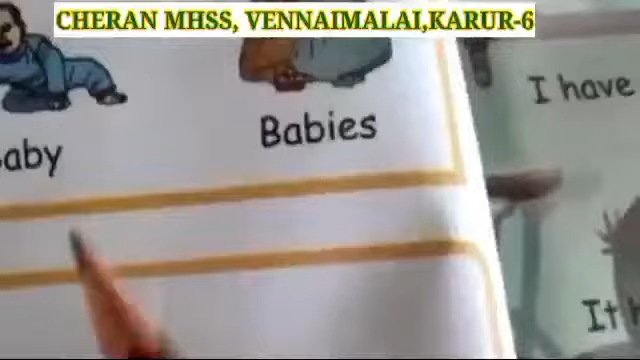 CHERAN MHSS, VENNAIMALAI,KARUR-6
I have
Babies
aby
It h